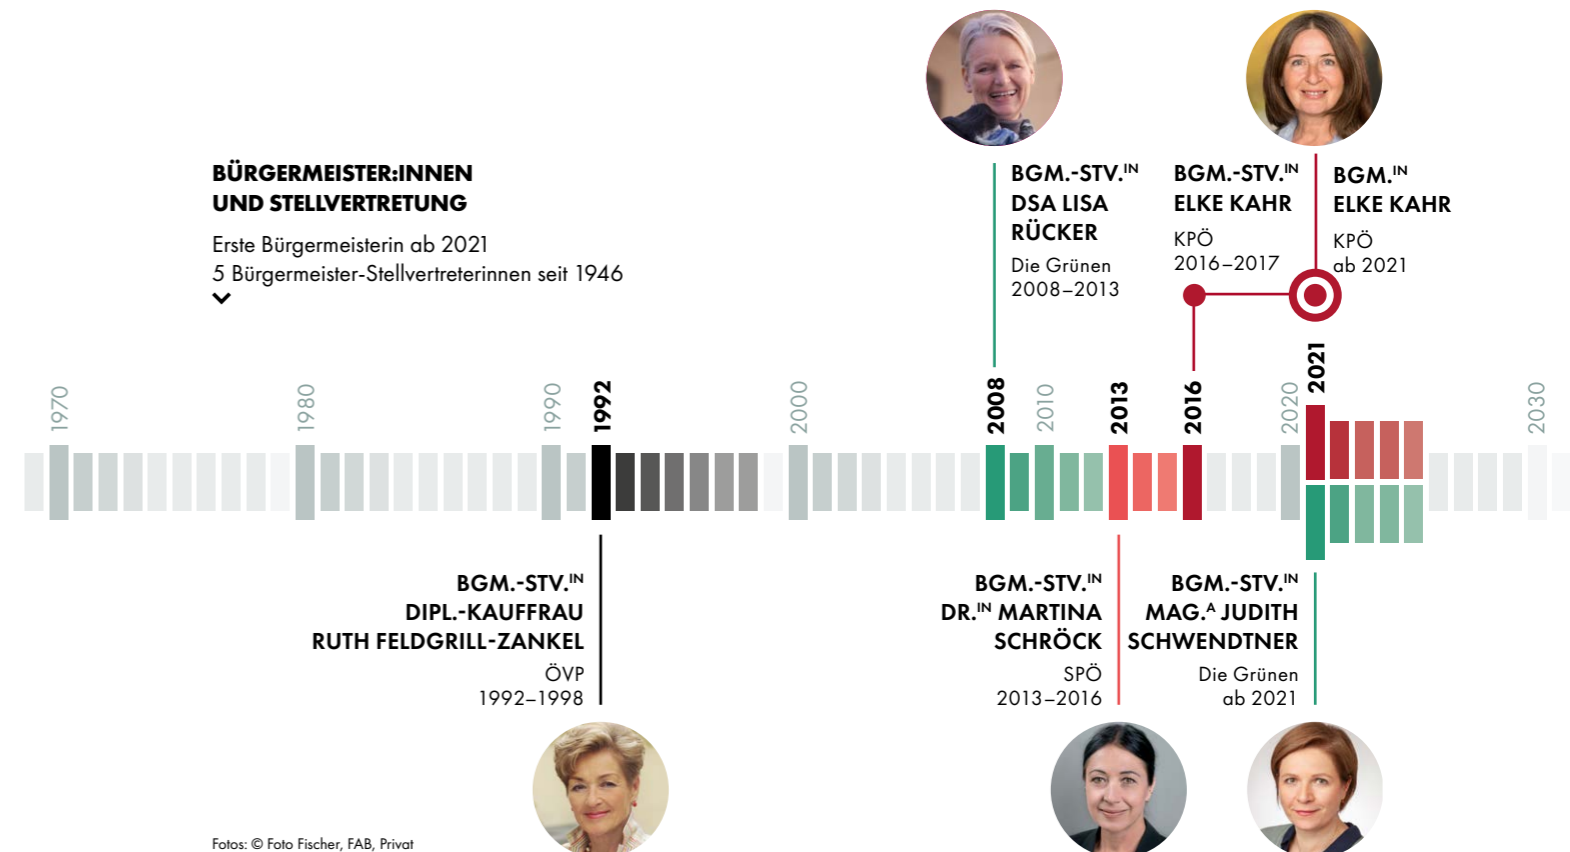 BÜRGERMEISTER:INNEN
UND STELLVERTRETUNG
Erste Bürgermeisterin ab 2021
5 Bürgermeister-Stellvertreterinnen seit 1946
BGM.-STV.IN
DSA LISA
RÜCKER
Die Grünen
2008–2013
BGM.-STV.IN
ELKE KAHR
KPÖ
2016–2017
BGM.IN
ELKE KAHR
KPÖ
ab 2021
1970
1980
1990
1992
2000
2008
2010
2013
2016
2020
2021
2030
BGM.-STV.IN
DIPL.-KAUFFRAU
RUTH FELDGRILL-ZANKEL
ÖVP
1992–1998
BGM.-STV.IN
DR.IN MARTINA
SCHRÖCK
SPÖ
2013–2016
BGM.-STV.IN
MAG.A JUDITH
SCHWENDTNER
Die Grünen
ab 2021
Fotos: © Foto Fischer, FAB, Privat